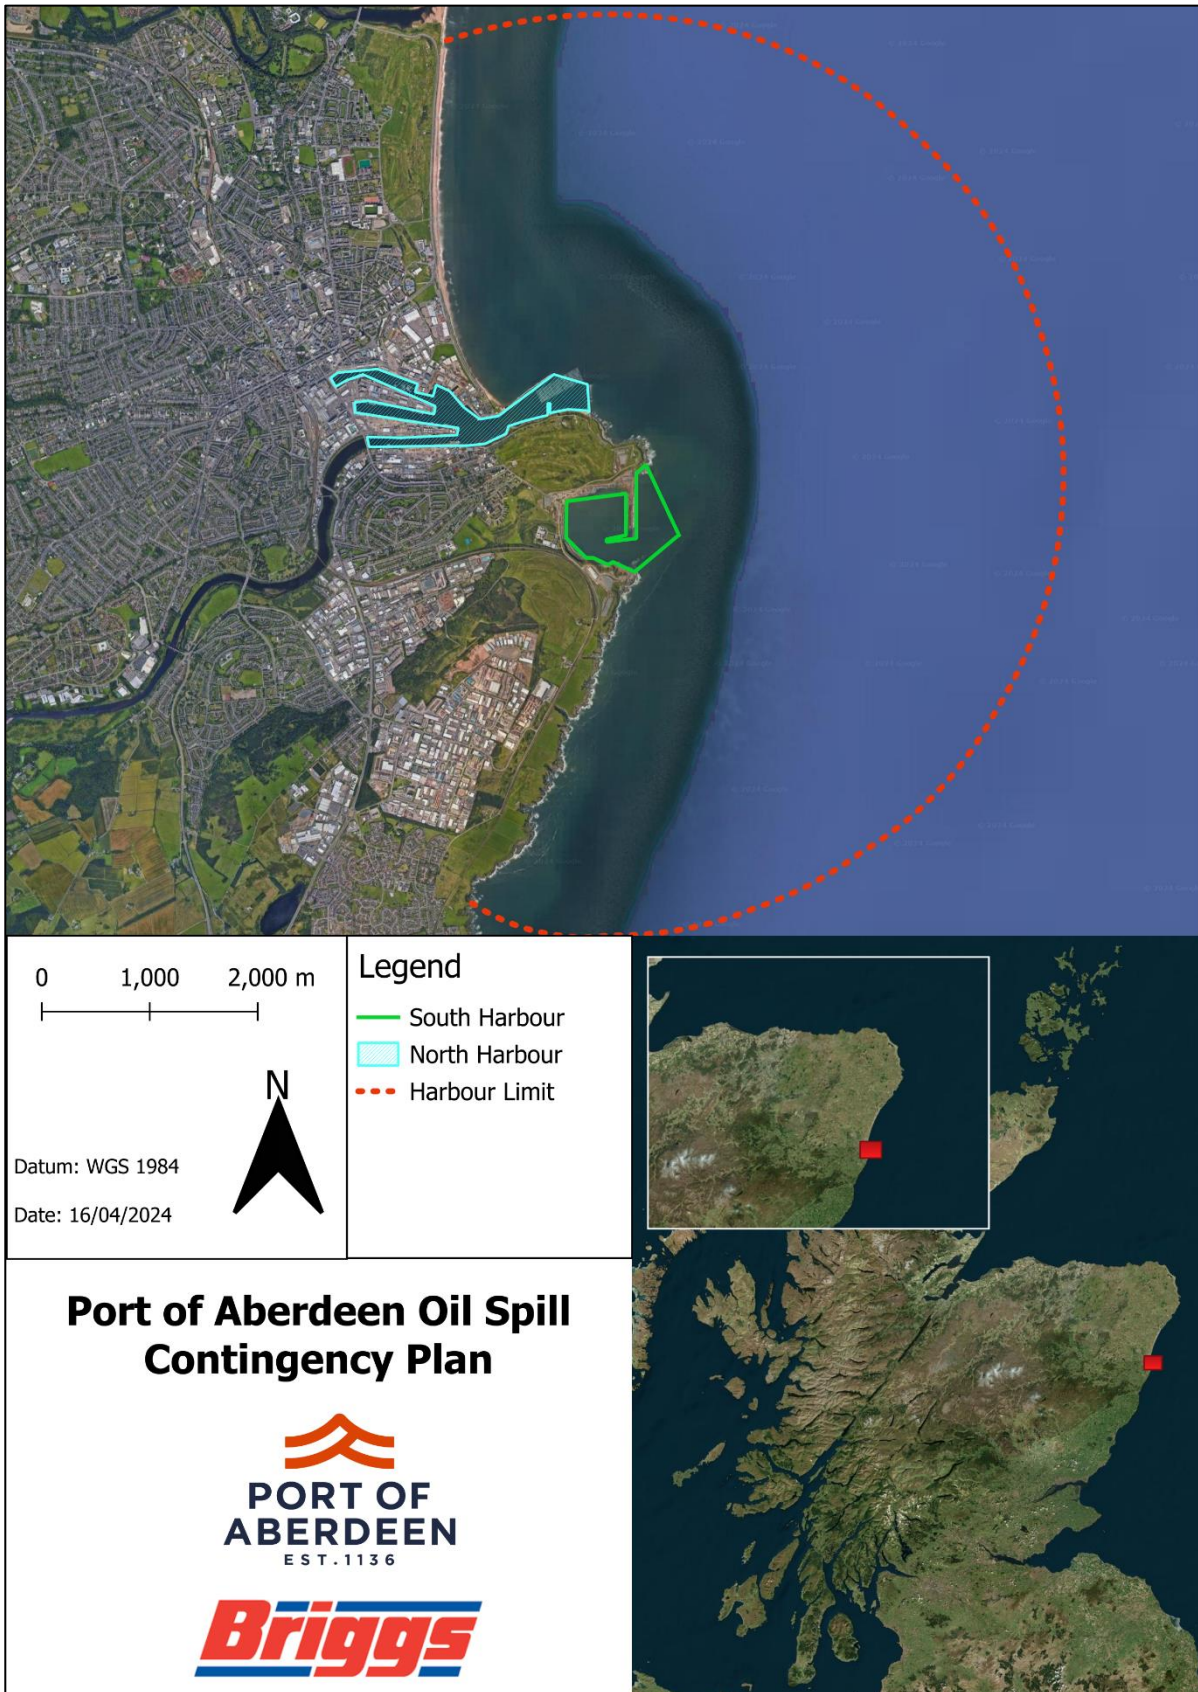 0 1,000 2,000 m
N
Datum: WGS 1984
Date: 16/04/2024
Legend
South Harbour
North Harbour
Harbour Limit
Port of Aberdeen Oil Spill
Contingency Plan
PORT OF
ABERDEEN
EST.1136
Briggs